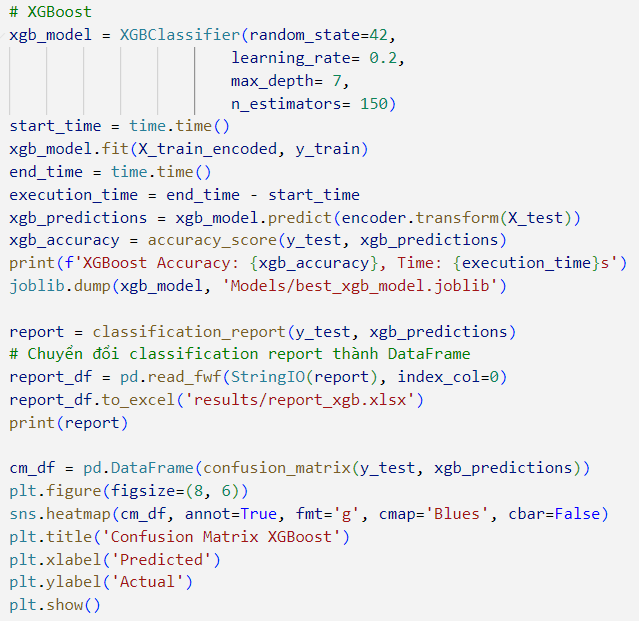 # XGBoost
xgb_model = XGBClassifier(random_state=42,
                          learning_rate= 0.2,
                          max_depth= 7,
                          n_estimators= 150)
start_time = time.time()
xgb_model.fit(X_train_encoded, y_train)
end_time = time.time()
execution_time = end_time - start_time
xgb_predictions = xgb_model.predict(encoder.transform(X_test))
xgb_accuracy = accuracy_score(y_test, xgb_predictions)
print(f'XGBoost Accuracy: {xgb_accuracy}, Time: {execution_time}s')
joblib.dump(xgb_model, 'Models/best_xgb_model.joblib')

report = classification_report(y_test, xgb_predictions)
# Chuyển đổi classification report thành DataFrame
report_df = pd.read_fwf(StringIO(report), index_col=0)
report_df.to_excel('results/report_xgb.xlsx')
print(report)

cm_df = pd.DataFrame(confusion_matrix(y_test, xgb_predictions))
plt.figure(figsize=(8, 6))
sns.heatmap(cm_df, annot=True, fmt='g', cmap='Blues', cbar=False)
plt.title('Confusion Matrix XGBoost')
plt.xlabel('Predicted')
plt.ylabel('Actual')
plt.show()